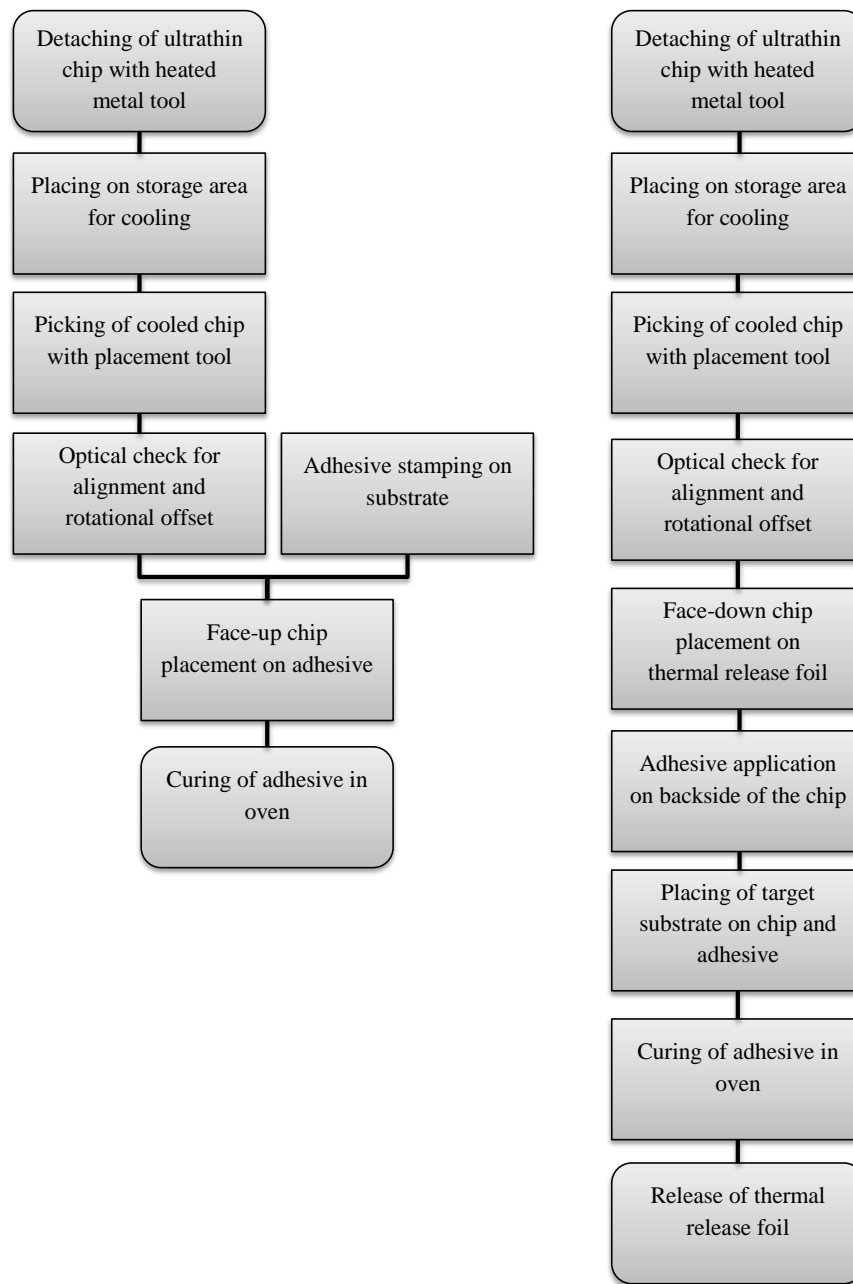 Detaching of ultrathin
chip with heated
metal tool
Placing on storage area
for cooling
Picking of cooled chip
with placement tool
Optical check for
alignment and
rotational offset
Adhesive stamping on
substrate
Face-up chip
placement on adhesive
Curing of adhesive in
oven
Detaching of ultrathin
chip with heated
metal tool
Placing on storage area
for cooling
Picking of cooled chip
with placement tool
Optical check for
alignment and
rotational offset
Face-down chip
placement on
thermal release foil
Adhesive application
on backside of the chip
Placing of target
substrate on chip and
adhesive
Curing of adhesive in
oven
Release of thermal
release foil